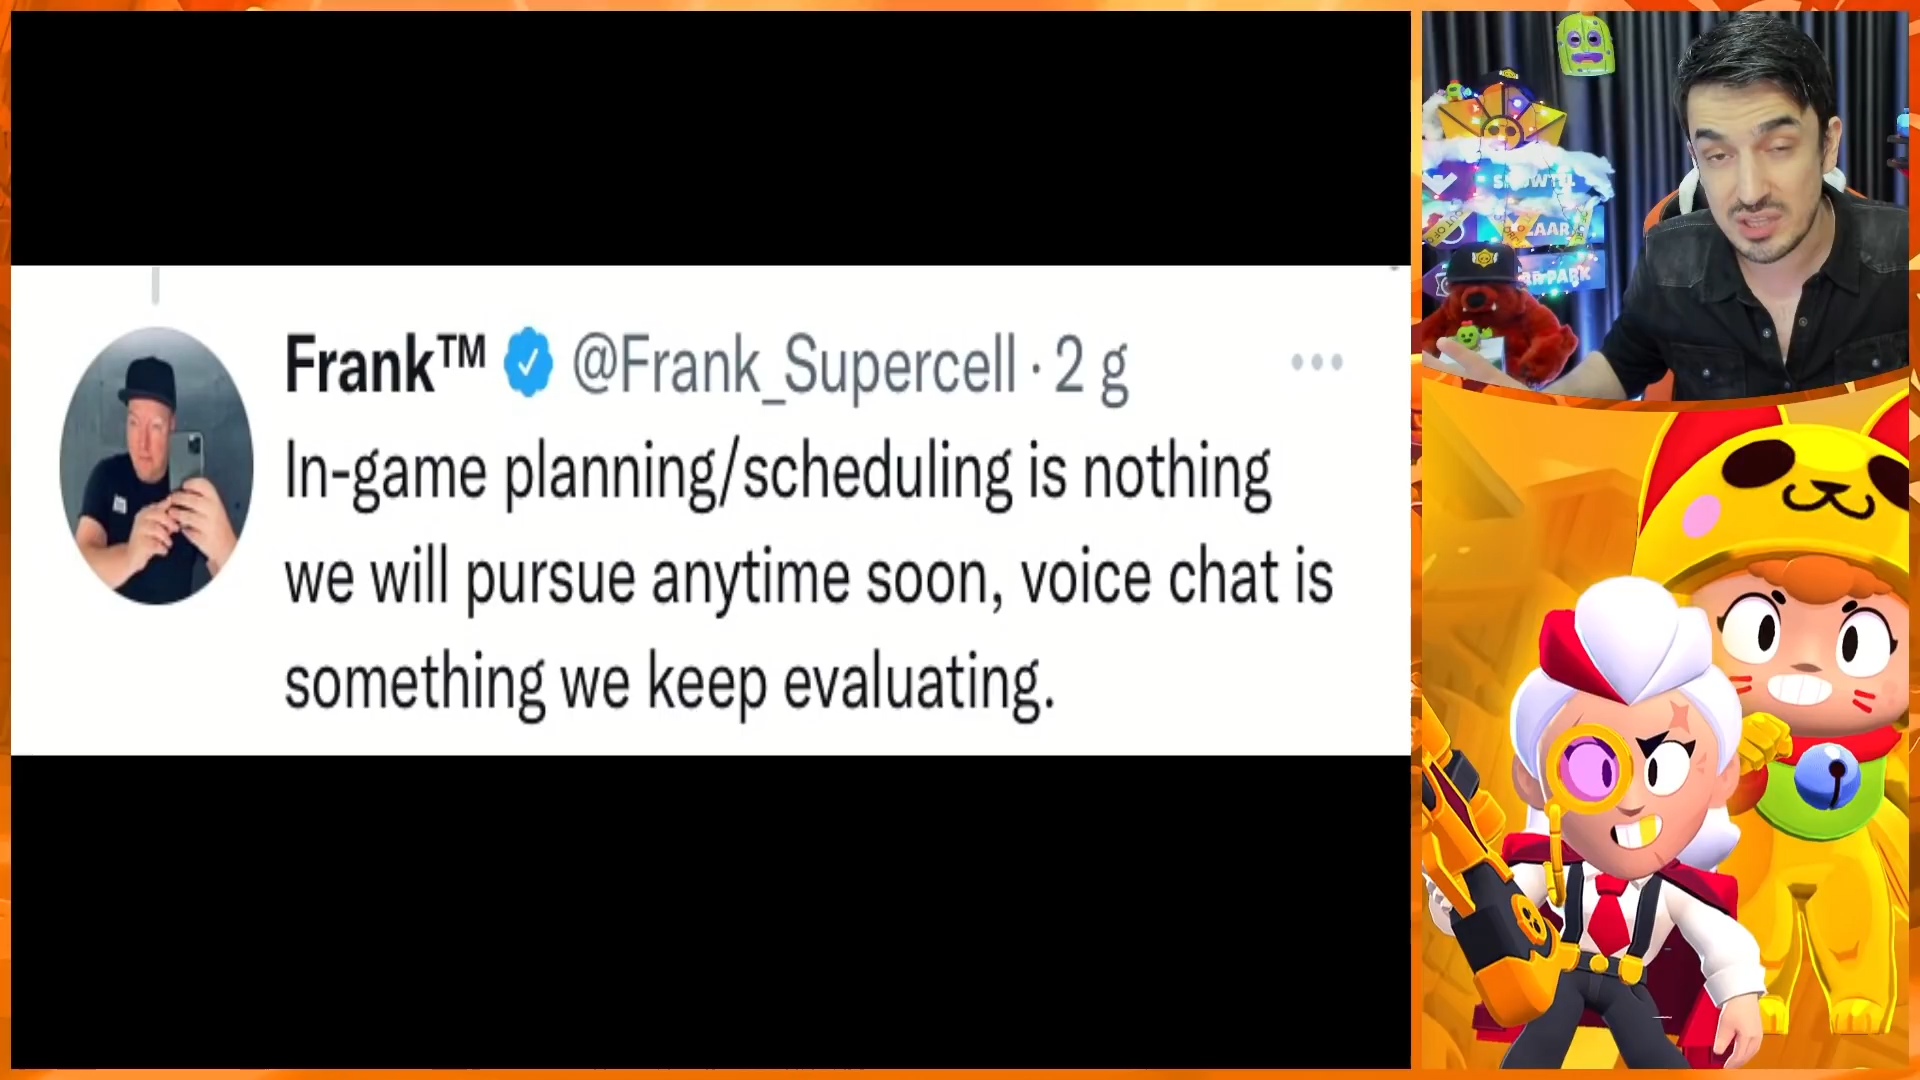 Frank™ @Frank_Supercell · 2 g
In-game planning/scheduling is nothing
we will pursue anytime soon, voice chat is
something we keep evaluating.